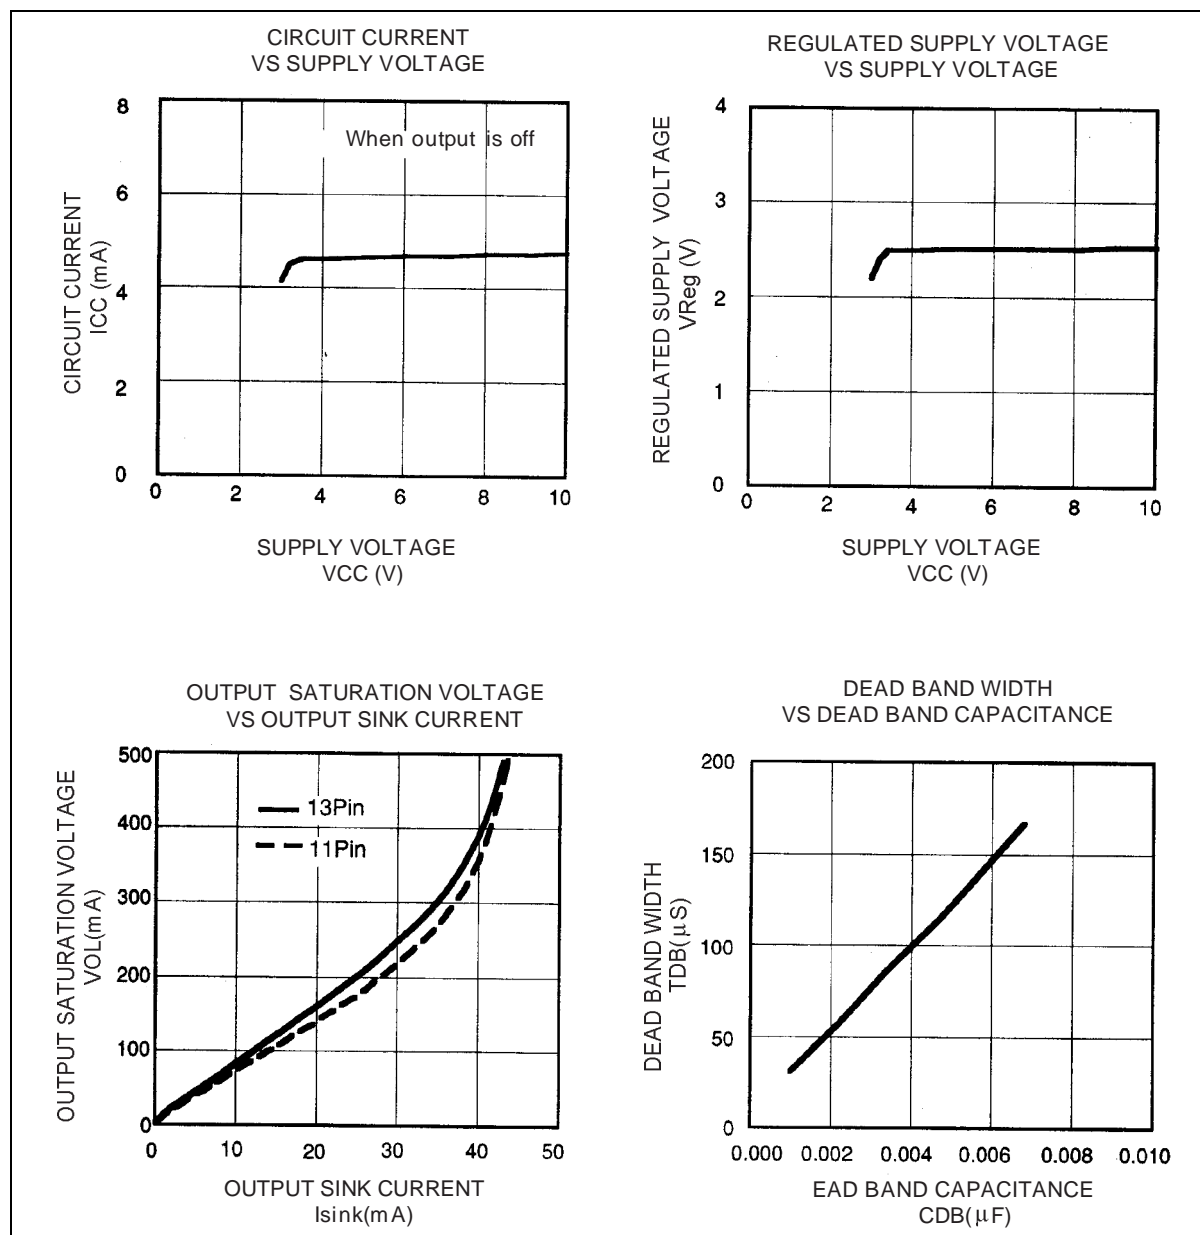 CIRCUIT CURRENT
VS SUPPLY VOLTAGE
8
6
4
2
0
When output is off
CIRCUIT CURRENT
ICC (mA)
0 2 4 6 8 10
SUPPLY VOLTAGE
VCC (V)
REGULATED SUPPLY VOLTAGE
VS SUPPLY VOLTAGE
4
3
2
1
0
REGULATED SUPPLY VOLTAGE
VReg (V)
0 2 4 6 8 10
SUPPLY VOLTAGE
VCC (V)
OUTPUT SATURATION VOLTAGE
VS OUTPUT SINK CURRENT
500
400
300
200
100
0
13Pin
11Pin
OUTPUT SATURATION VOLTAGE
VOL(mA)
0 10 20 30 40 50
OUTPUT SINK CURRENT
Isink(mA)
DEAD BAND WIDTH
VS DEAD BAND CAPACITANCE
200
150
100
50
0
DEAD BAND WIDTH
TDB(μS)
0.000 0.002 0.004 0.006 0.008 0.010
EAD BAND CAPACITANCE
CDB(μF)